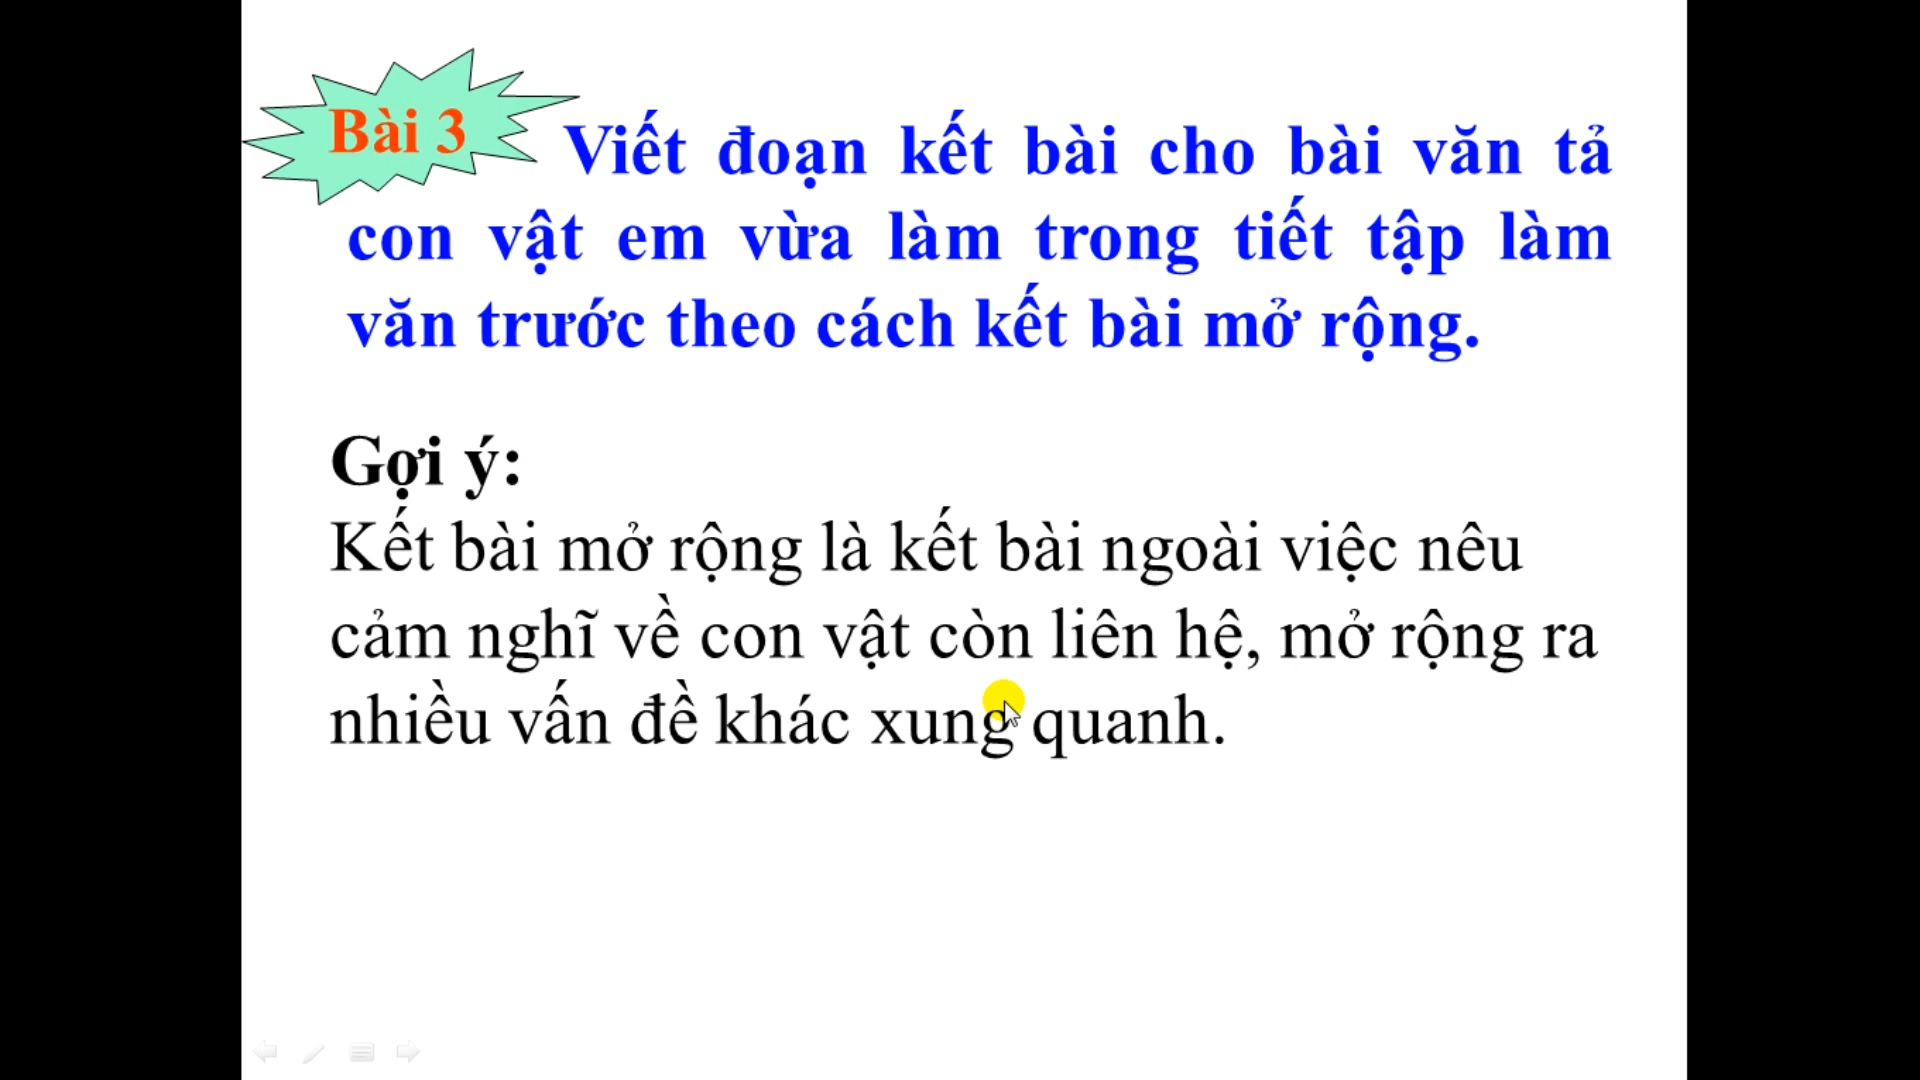 Bài 3
Viết đoạn kết bài cho bài văn tả
con vật em vừa làm trong tiết tập làm
văn trước theo cách kết bài mở rộng.
Gợi ý:
Kết bài mở rộng là kết bài ngoài việc nêu
cảm nghĩ về con vật còn liên hệ, mở rộng ra
nhiều vấn đề khác xung quanh.